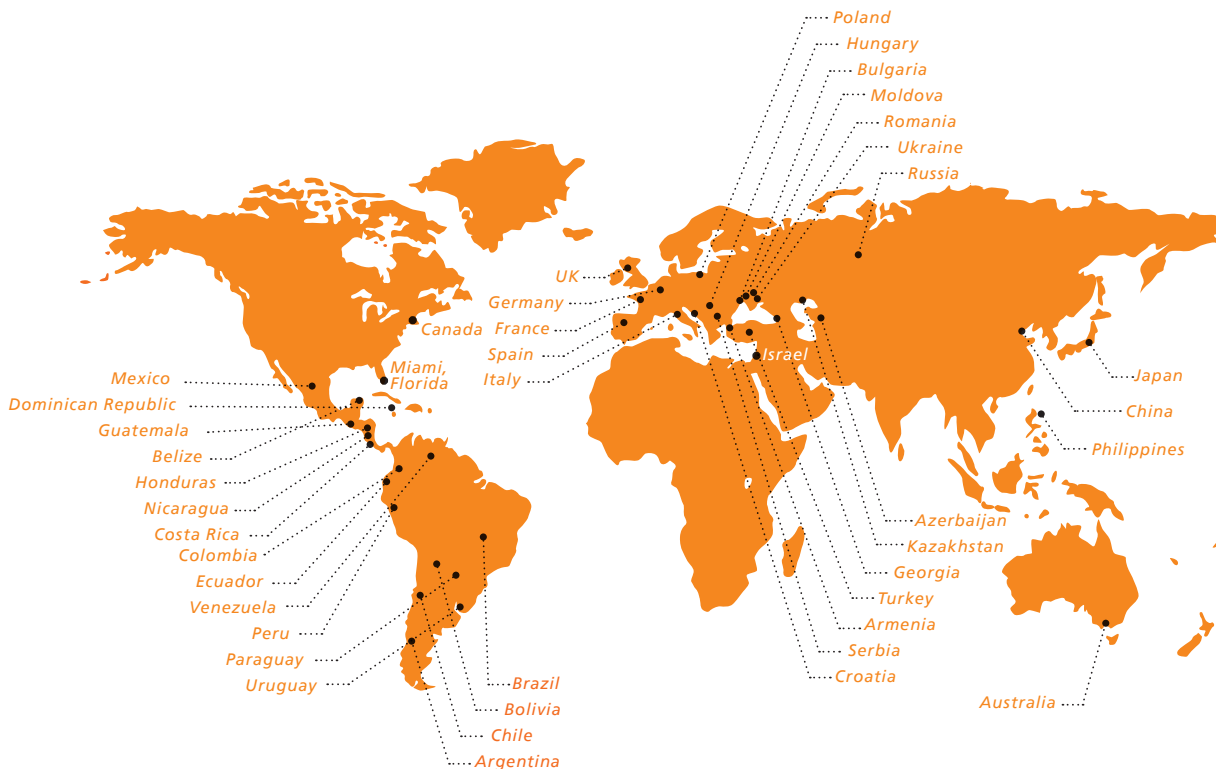 Poland
Hungary
Bulgaria
Moldova
Romania
Ukraine
Russia
UK
Germany
France
Spain
Italy
Israel
Canada
Miami,
Florida
Mexico
Dominican Republic
Guatemala
Belize
Honduras
Nicaragua
Costa Rica
Colombia
Ecuador
Venezuela
Peru
Paraguay
Uruguay
Brazil
Bolivia
Chile
Argentina
Japan
China
Philippines
Azerbaijan
Kazakhstan
Georgia
Turkey
Armenia
Serbia
Croatia
Australia